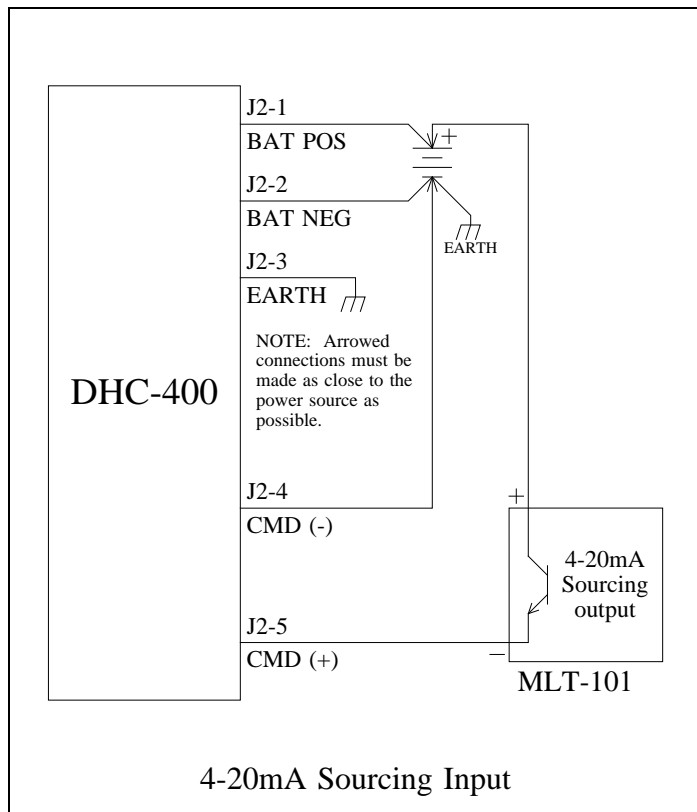 J2-1
BAT POS
+
J2-2
BAT NEG
EARTH
J2-3
EARTH
NOTE: Arrowed
connections must be
made as close to the
power source as
possible.
DHC-400
J2-4
CMD (-)
+
4-20mA
Sourcing
output
J2-5
CMD (+)
−
MLT-101
4-20mA Sourcing Input